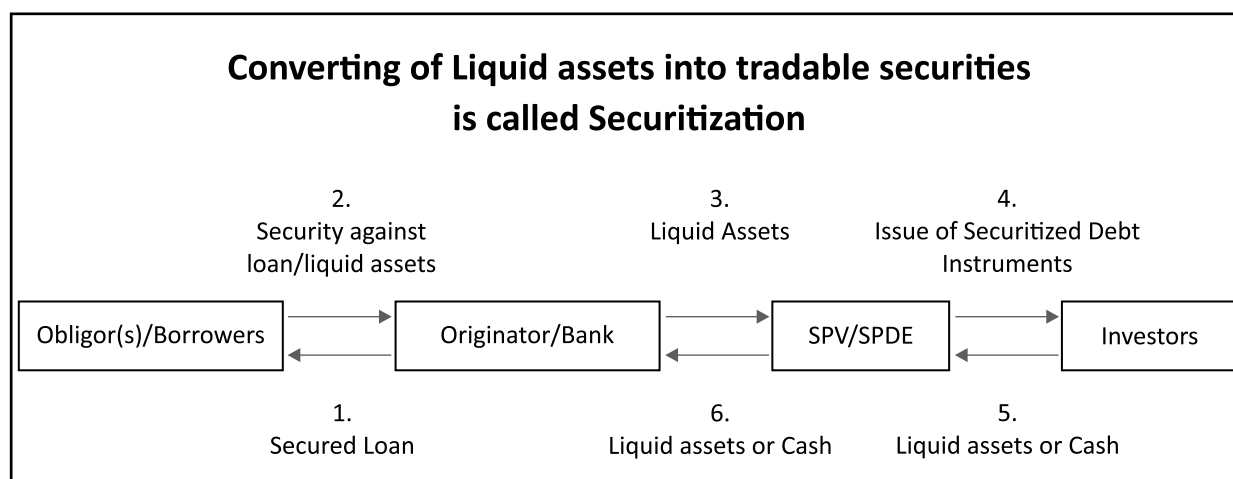 Converting of Liquid assets into tradable securities
is called Securitization
2.
Security against
loan/liquid assets
3.
Liquid Assets
4.
Issue of Securitized Debt
Instruments
Obligor(s)/Borrowers
Originator/Bank
SPV/SPDE
Investors
1.
Secured Loan
6.
Liquid assets or Cash
5.
Liquid assets or Cash